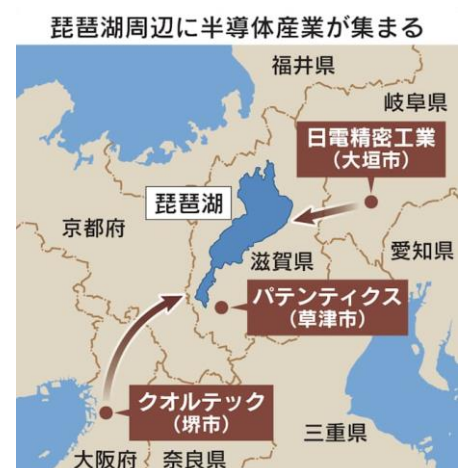 琵琶湖周辺に半導体産業が集まる
福井県
岐阜県
日電精密工業
（大垣市）
琵琶湖
京都府
愛知県
滋賀県
パテンティクス
（草津市）
クオルテック
（堺市）
三重県
大阪府
奈良県